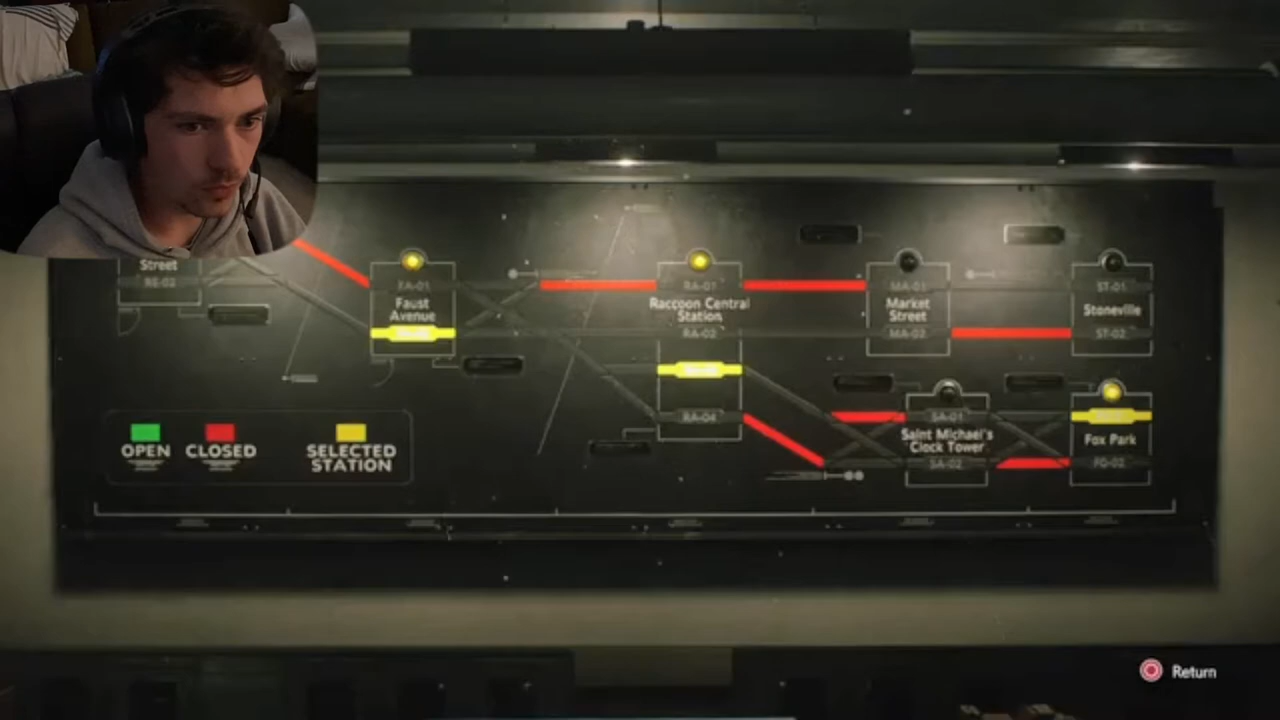 Street
RE-02
FA-01
Faust
Avenue
RA-01
Raccoon Central
Station
RA-02
RA-04
MA-01
Market
Street
MA-02
ST-01
Stoneville
ST-02
SA-01
Saint Michael's
Clock Tower
SA-02
Fox Park
FO-02
OPEN
CLOSED
SELECTED
STATION
Return